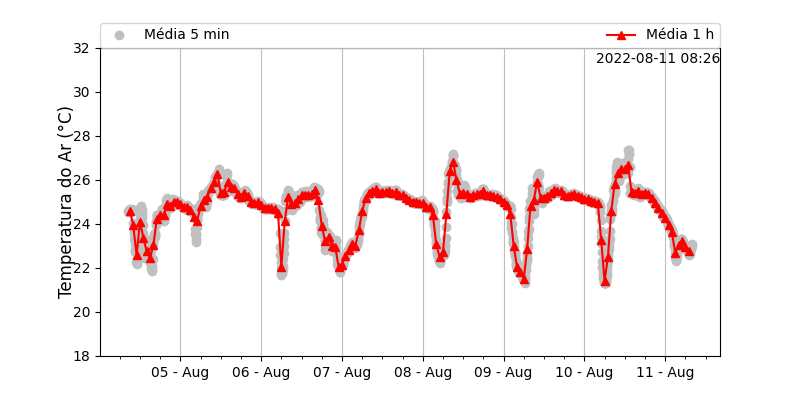 Média 5 min
Média 1 h
2022-08-11 08:26
Temperatura do Ar (°C)
32
30
28
26
24
22
20
18
05 - Aug
06 - Aug
07 - Aug
08 - Aug
09 - Aug
10 - Aug
11 - Aug